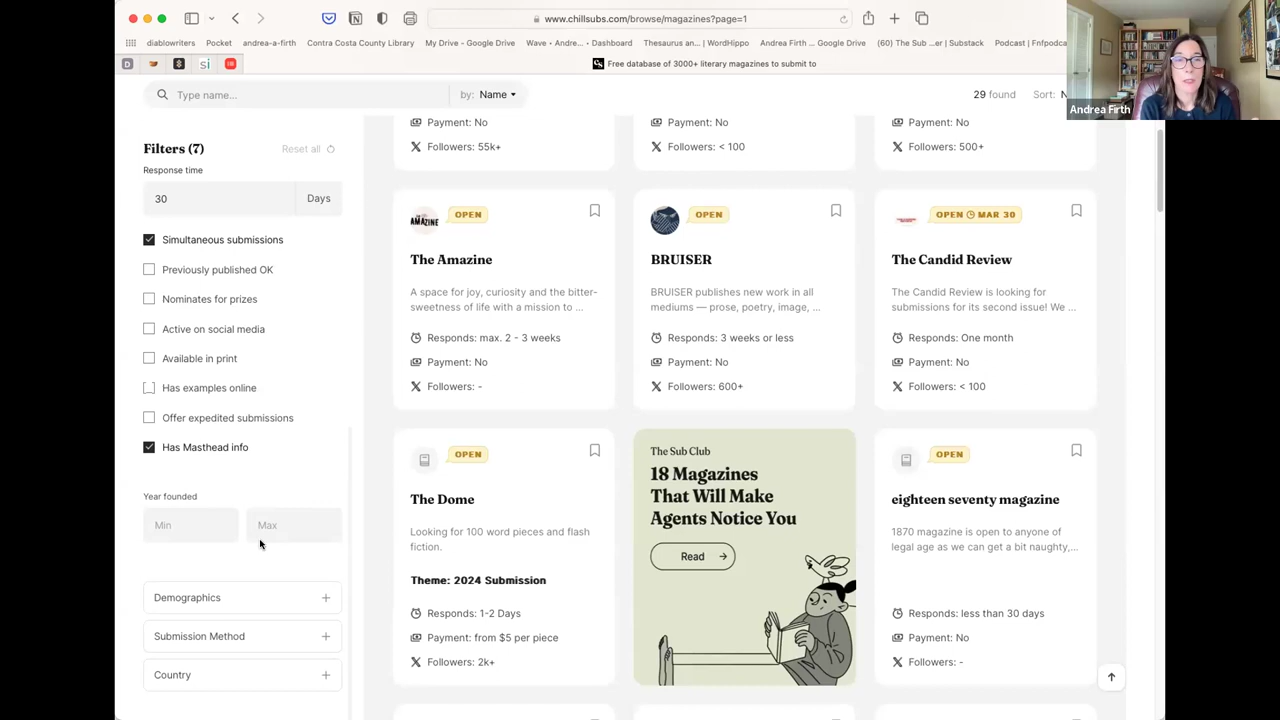 www.chillsubs.com/browse/magazines?page=1
diablowriters
Pocket
andrea-a-firth
Contra Costa County Library
My Drive - Google Drive
Wave • Andre... • Dashboard
Thesaurus an... | WordHippo
Andrea Firth ... Google Drive
(60) The Sub ...er | Substack
Podcast | Fnfpodca
Free database of 3000+ literary magazines to submit to
Andrea Firth
Type name...
by: Name
29 found
Sort: N
Filters (7)
Reset all
Response time
30
Days
Simultaneous submissions
Previously published OK
Nominates for prizes
Active on social media
Available in print
Has examples online
Offer expedited submissions
Has Masthead info
Year founded
Min
Max
Demographics
Submission Method
Country
Payment: No
Followers: 55k+
Payment: No
Followers: < 100
Payment: No
Followers: 500+
AMAZINE
OPEN
The Amazine
A space for joy, curiosity and the bitter-
sweetness of life with a mission to ...
Responds: max. 2 - 3 weeks
Payment: No
Followers: -
OPEN
BRUISER
BRUISER publishes new work in all
mediums — prose, poetry, image, ...
Responds: 3 weeks or less
Payment: No
Followers: 600+
OPEN MAR 30
The Candid Review
The Candid Review is looking for
submissions for its second issue! We ...
Responds: One month
Payment: No
Followers: < 100
OPEN
The Dome
Looking for 100 word pieces and flash
fiction.
Theme: 2024 Submission
Responds: 1-2 Days
Payment: from $5 per piece
Followers: 2k+
The Sub Club
18 Magazines
That Will Make
Agents Notice You
Read
OPEN
eighteen seventy magazine
1870 magazine is open to anyone of
legal age as we can get a bit naughty,...
Responds: less than 30 days
Payment: No
Followers: -